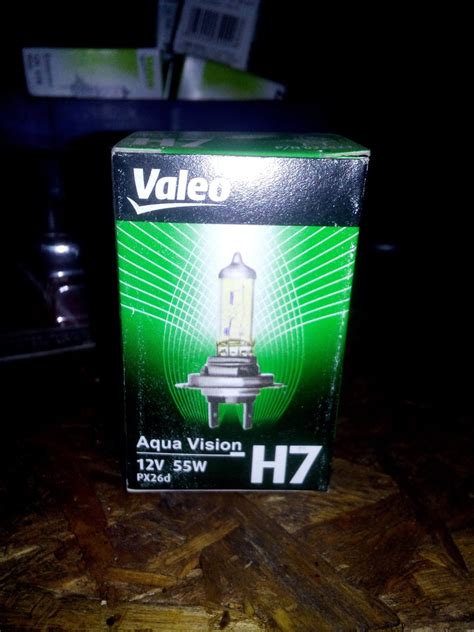 Valeo
Aqua Vision
12V 55W
PX26d
H7